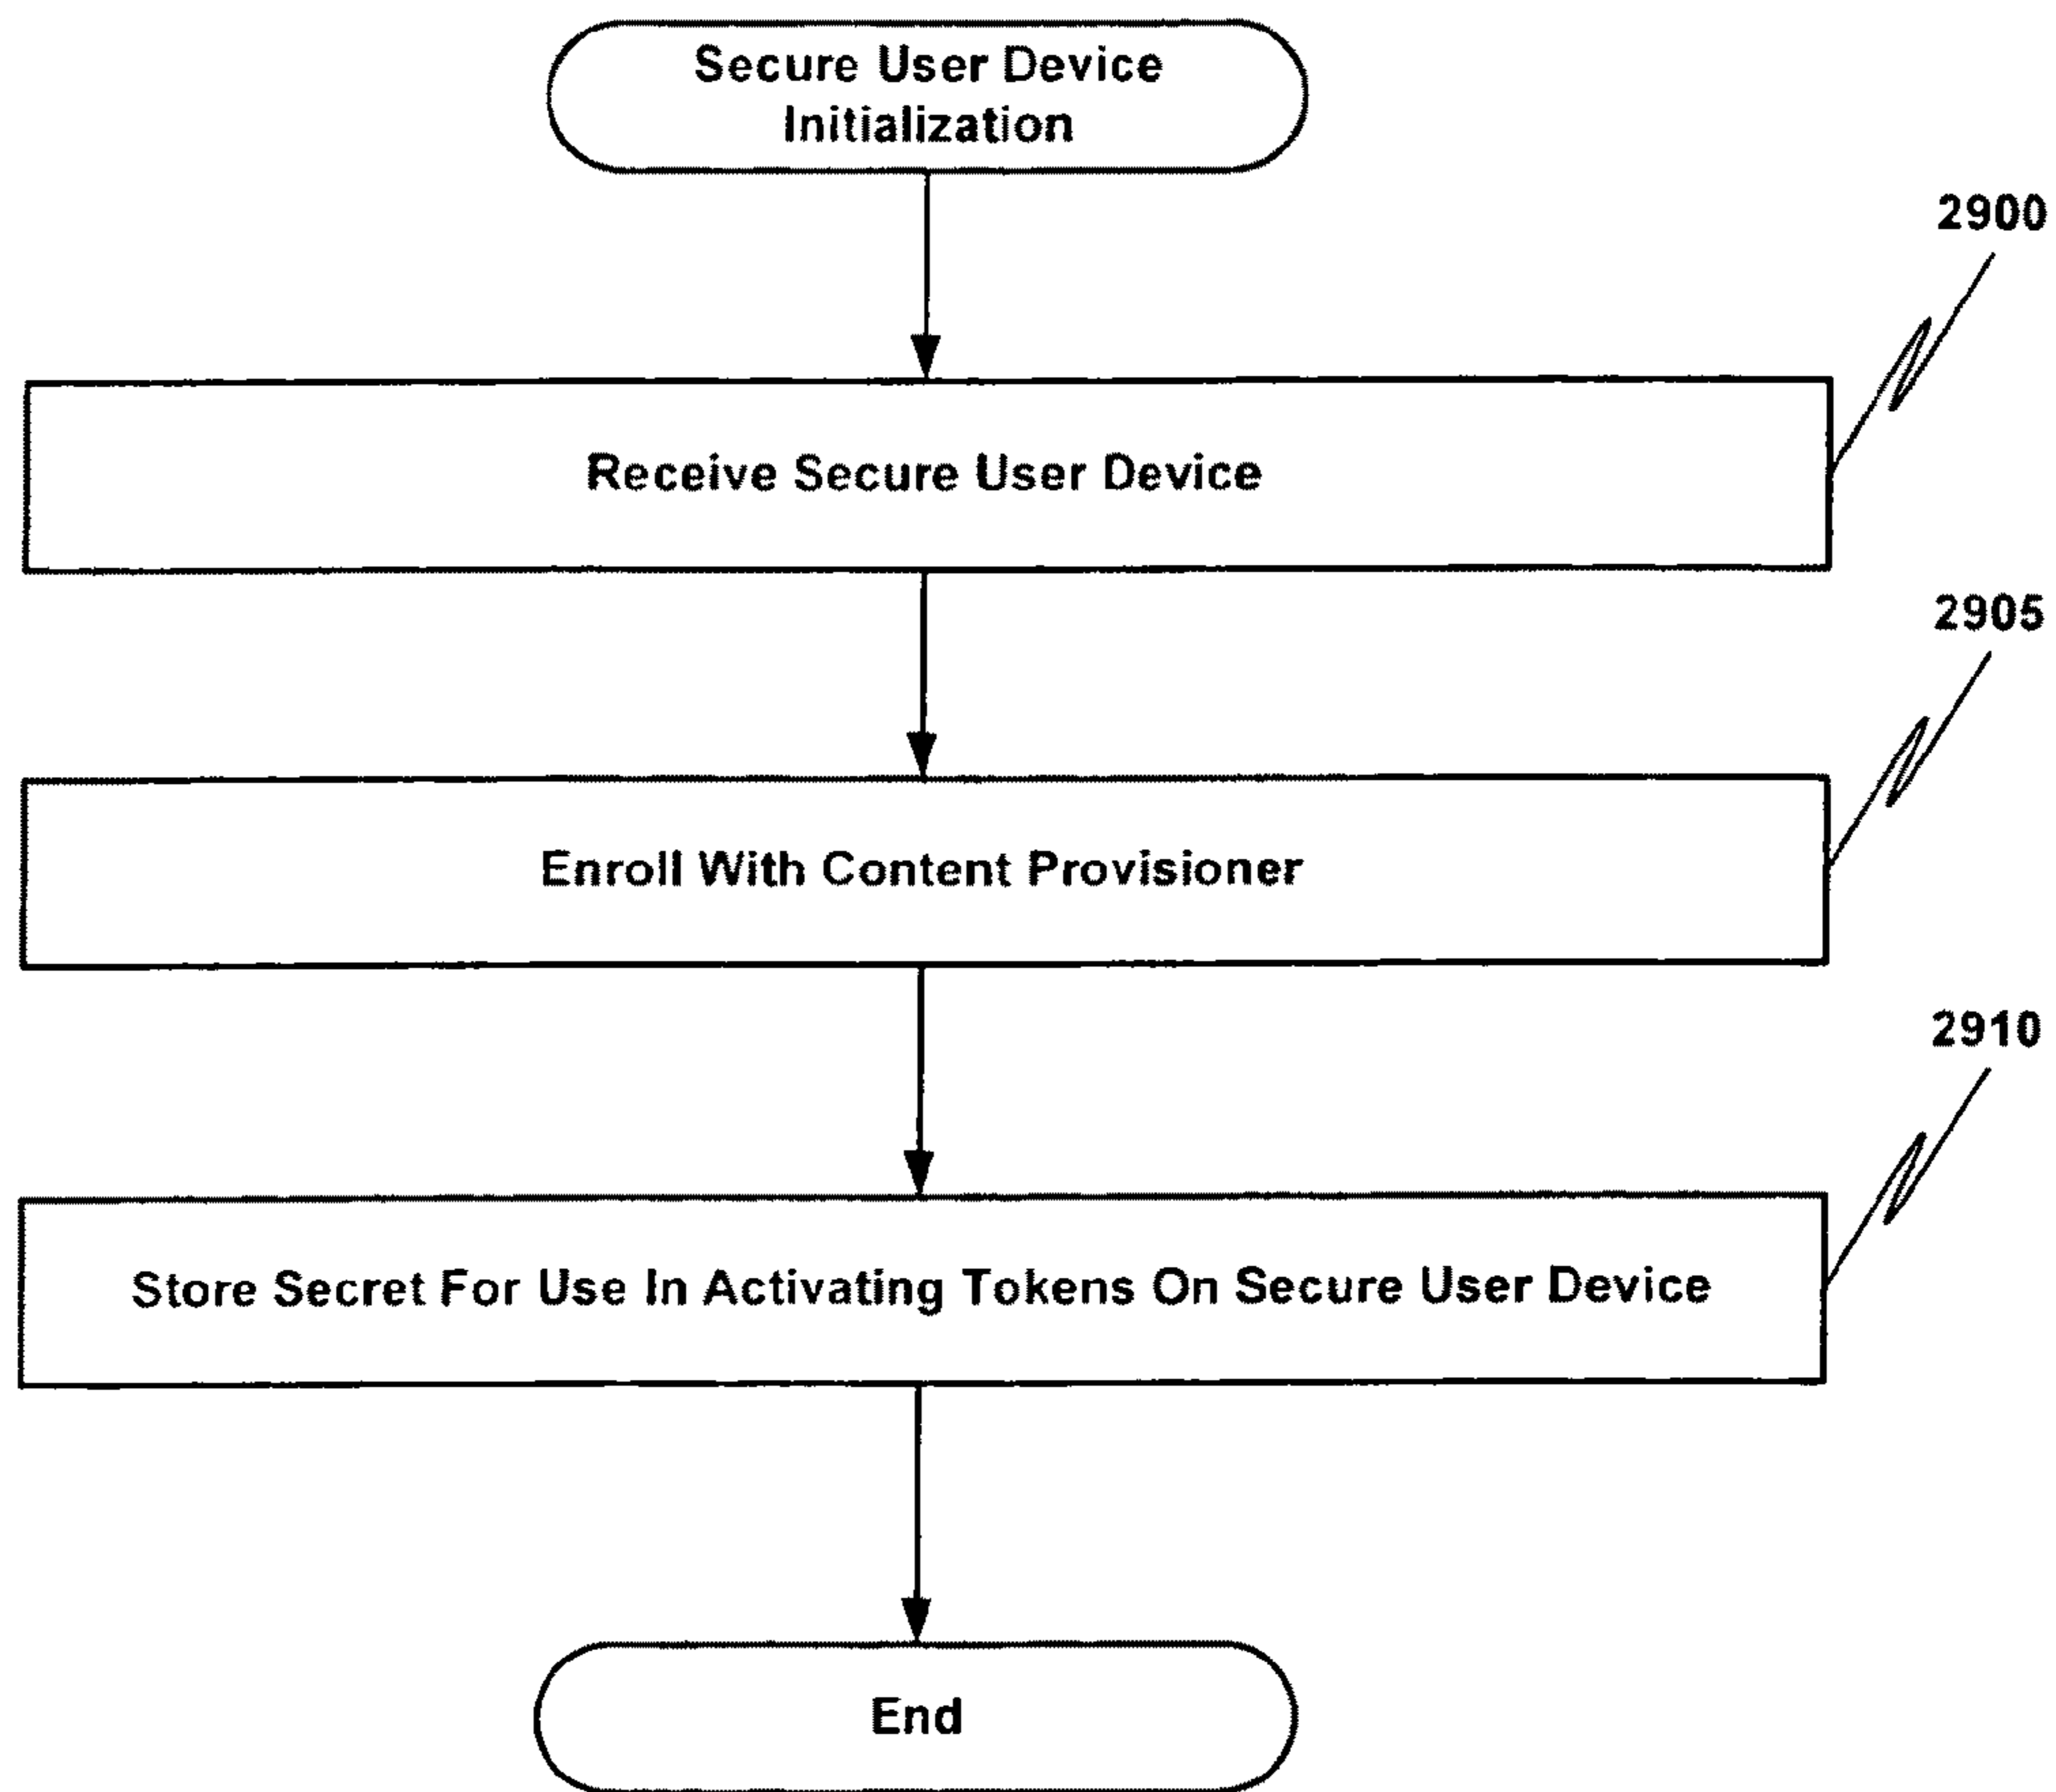 Secure User Device
Initialization
2900
Receive Secure User Device
2905
Enroll With Content Provisioner
2910
Store Secret For Use In Activating Tokens On Secure User Device
End